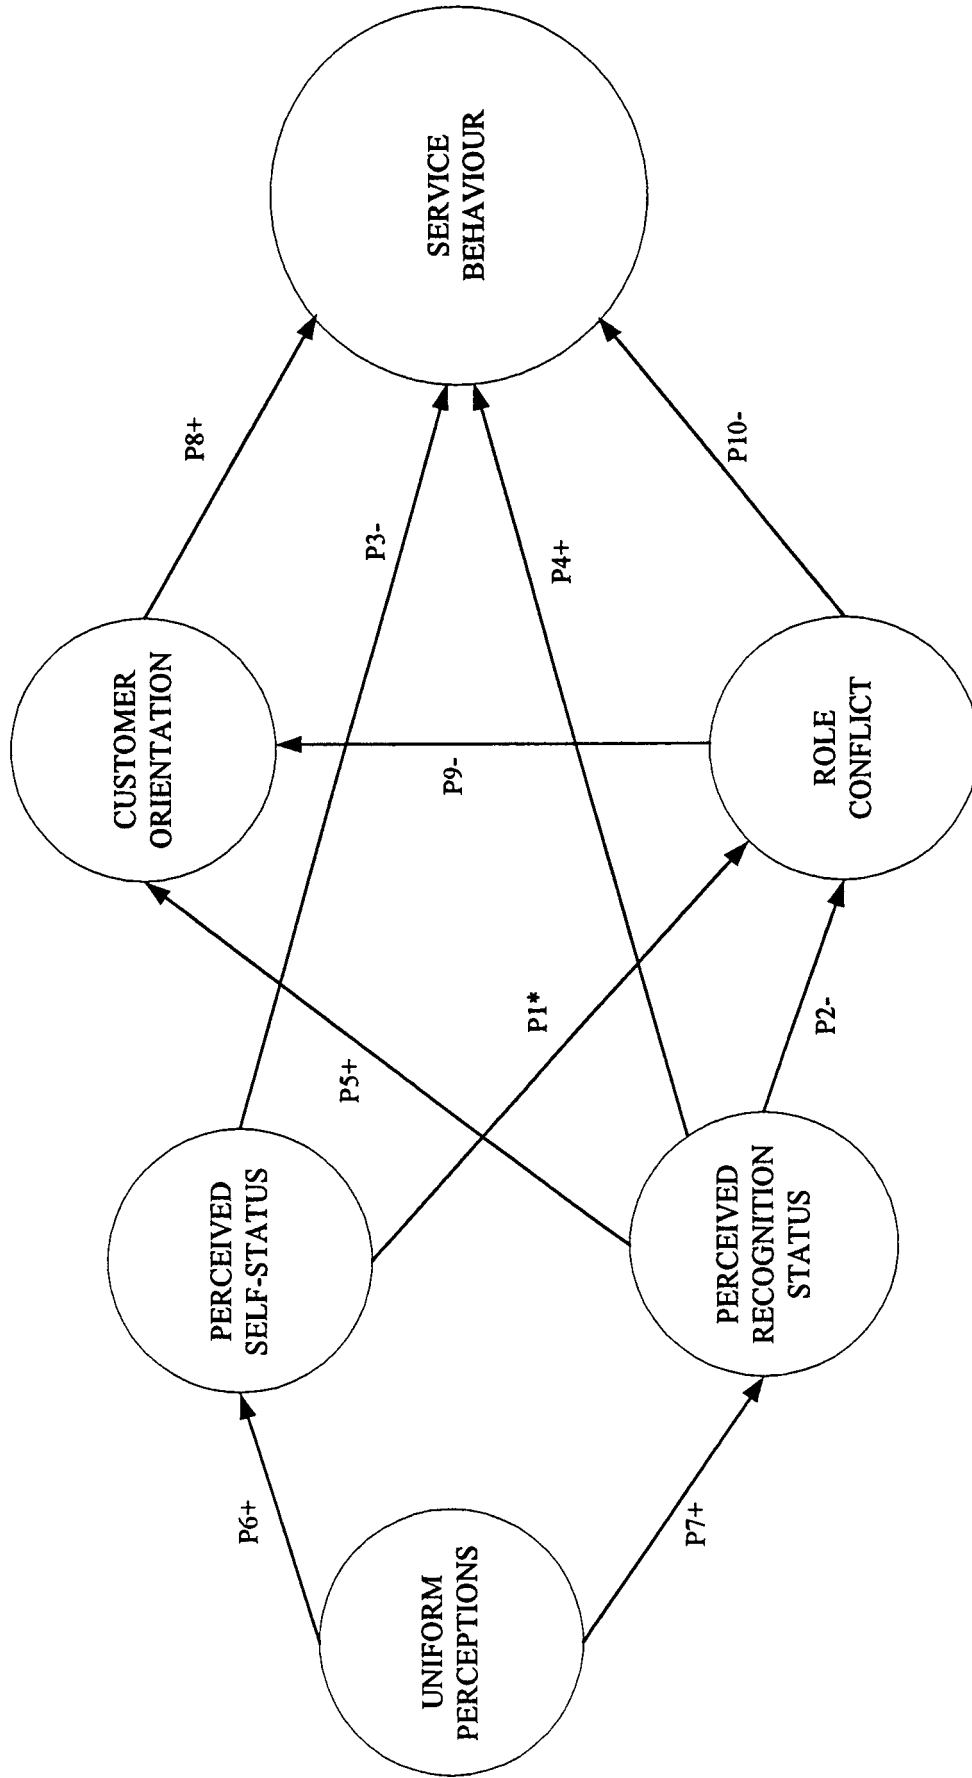 UNIFORM
PERCEPTIONS
P6+
P7+
PERCEIVED
SELF-STATUS
PERCEIVED
RECOGNITION
STATUS
P5+
P1*
P2-
CUSTOMER
ORIENTATION
P9-
ROLE
CONFLICT
P3-
P4+
P8+
P10-
SERVICE
BEHAVIOUR